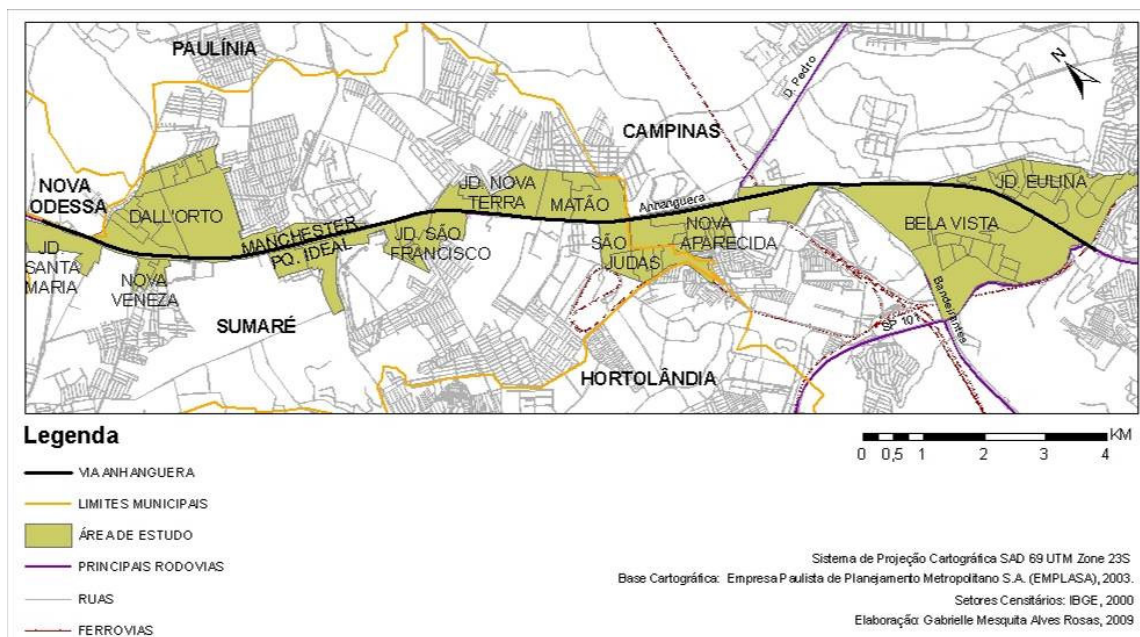 PAULÍNIA
N
D. Pedro
CAMPINAS
NOVA
ODESSA
DALL'ORTO
JD. NOVA
TERRA
MATÃO
Anhanguera
JD. EULINA
BELA VISTA
MANCHESTER
PQ. IDEAL
JD. SÃO
FRANCISCO
SÃO
JUDAS
NOVA
APARECIDA
JD.
SANTA
MARIA
NOVA
VENEZA
SUMARÉ
SP 101
Bandeirantes
HORTOLÂNDIA
Legenda
VIA ANHANGUERA
LIMITES MUNICIPAIS
ÁREA DE ESTUDO
PRINCIPAIS RODOVIAS
RUAS
FERROVIAS
KM
0 0,5 1 2 3 4
Sistema de Projeção Cartográfica SAD 69 UTM Zone 23S
Base Cartográfica: Empresa Paulista de Planejamento Metropolitano S.A. (EMPLASA), 2003.
Setores Censitários: IBGE, 2000
Elaboração: Gabrielle Mesquita Alves Rosas, 2009